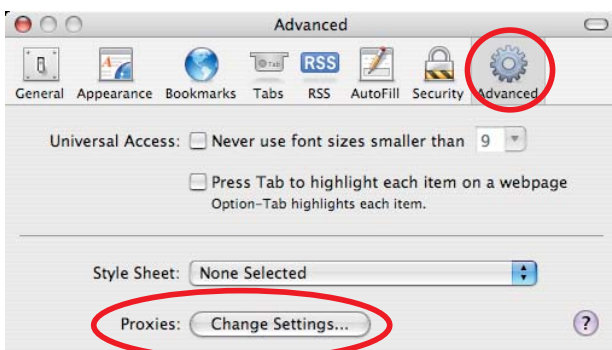 Advanced
RSS
General Appearance Bookmarks Tabs RSS AutoFill Security Advanced
Universal Access: Never use font sizes smaller than 9
Press Tab to highlight each item on a webpage
Option-Tab highlights each item.
Style Sheet: None Selected
Proxies: Change Settings... ?